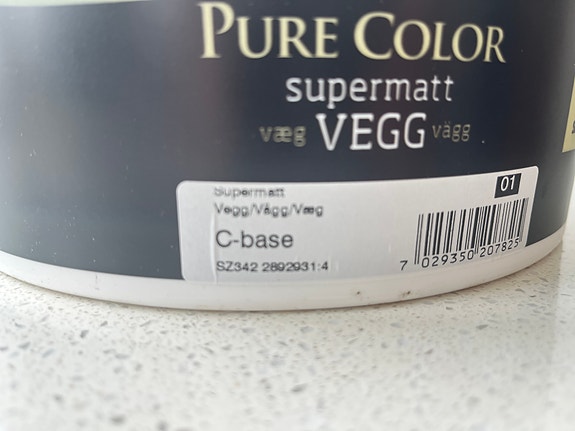 PURE COLOR
supermatt
væg VEGG vägg
01
Supermatt
Vegg/Vägg/Væg
C-base
SZ342 2892931:4
7 029350 207825